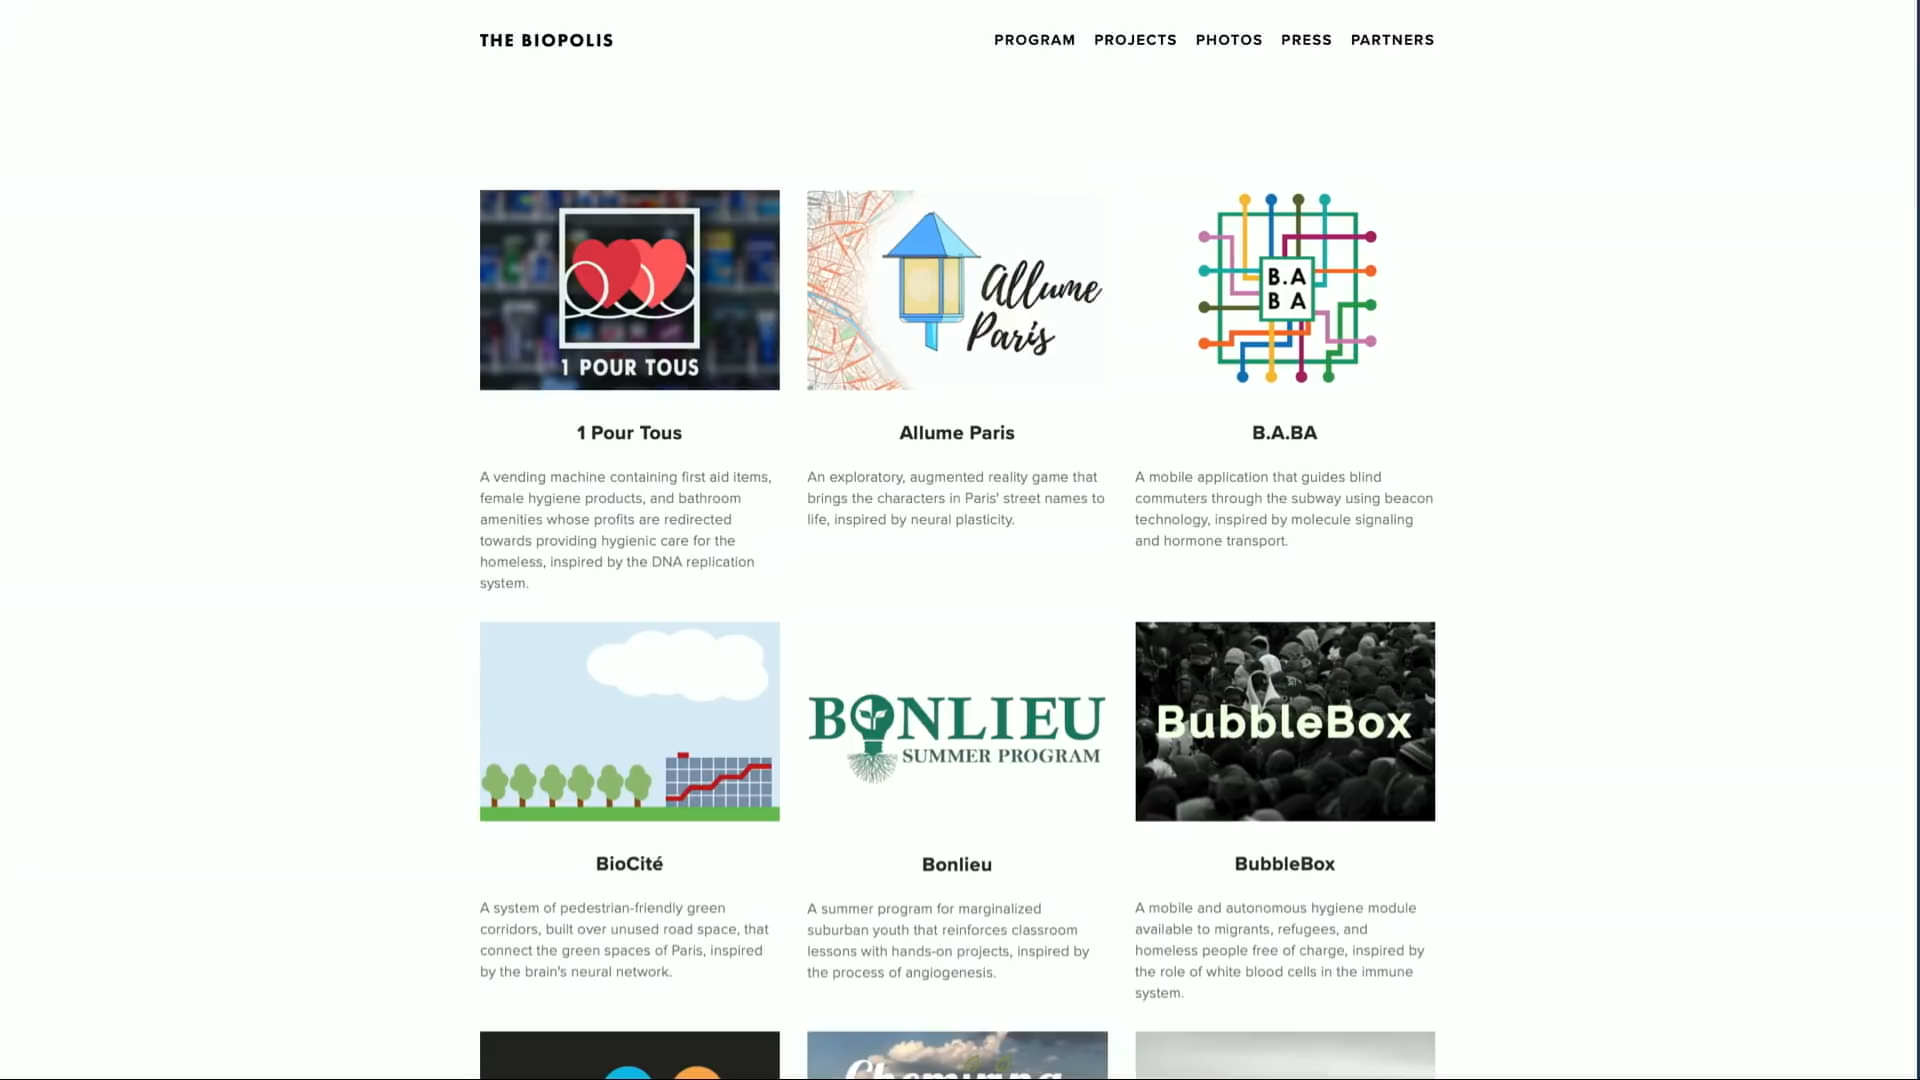 THE BIOPOLIS
PROGRAM PROJECTS PHOTOS PRESS PARTNERS
1 POUR TOUS
Allume
Paris
B.A
B A
1 Pour Tous
A vending machine containing first aid items,
female hygiene products, and bathroom
amenities whose profits are redirected
towards providing hygienic care for the
homeless, inspired by the DNA replication
system.
Allume Paris
An exploratory, augmented reality game that
brings the characters in Paris' street names to
life, inspired by neural plasticity.
B.A.BA
A mobile application that guides blind
commuters through the subway using beacon
technology, inspired by molecule signaling
and hormone transport.
BONLIEU
SUMMER PROGRAM
BubbleBox
BioCité
A system of pedestrian-friendly green
corridors, built over unused road space, that
connect the green spaces of Paris, inspired
by the brain's neural network.
Bonlieu
A summer program for marginalized
suburban youth that reinforces classroom
lessons with hands-on projects, inspired by
the process of angiogenesis.
BubbleBox
A mobile and autonomous hygiene module
available to migrants, refugees, and
homeless people free of charge, inspired by
the role of white blood cells in the immune
system.